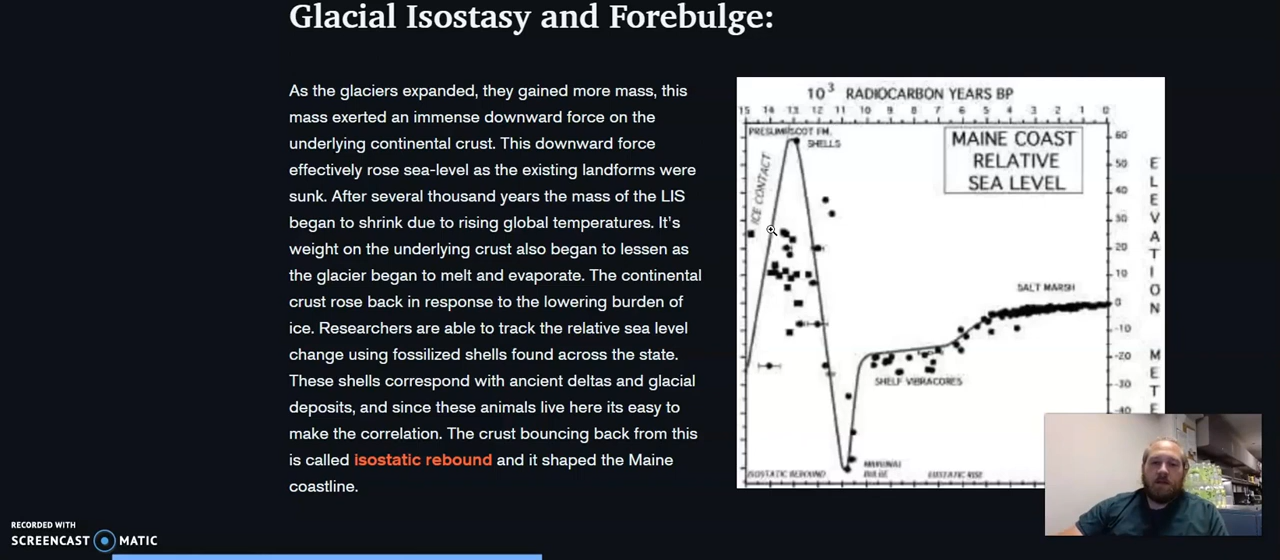 Glacial Isostasy and Forebulge:
As the glaciers expanded, they gained more mass, this
mass exerted an immense downward force on the
underlying continental crust. This downward force
effectively rose sea-level as the existing landforms were
sunk. After several thousand years the mass of the LIS
began to shrink due to rising global temperatures. It's
weight on the underlying crust also began to lessen as
the glacier began to melt and evaporate. The continental
crust rose back in response to the lowering burden of
ice. Researchers are able to track the relative sea level
change using fossilized shells found across the state.
These shells correspond with ancient deltas and glacial
deposits, and since these animals live here its easy to
make the correlation. The crust bouncing back from this
is called isostatic rebound and it shaped the Maine
coastline.
10³ RADIOCARBON YEARS BP
15 14 13 12 11 10 9 8 7 6 5 4 3 2 1 0
PRESUMPSCOT FM.
SHELLS
MAINE COAST
RELATIVE
SEA LEVEL
ICE CONTACT
60
50
40
30
20
10
0
-10
-20
-30
-40
ELEVATION METE
SALT MARSH
SHELF VIBRACORES
ISOSTATIC REBOUND
BULGE
EUSTATIC RISE
RECORDED WITH
SCREENCAST MATIC